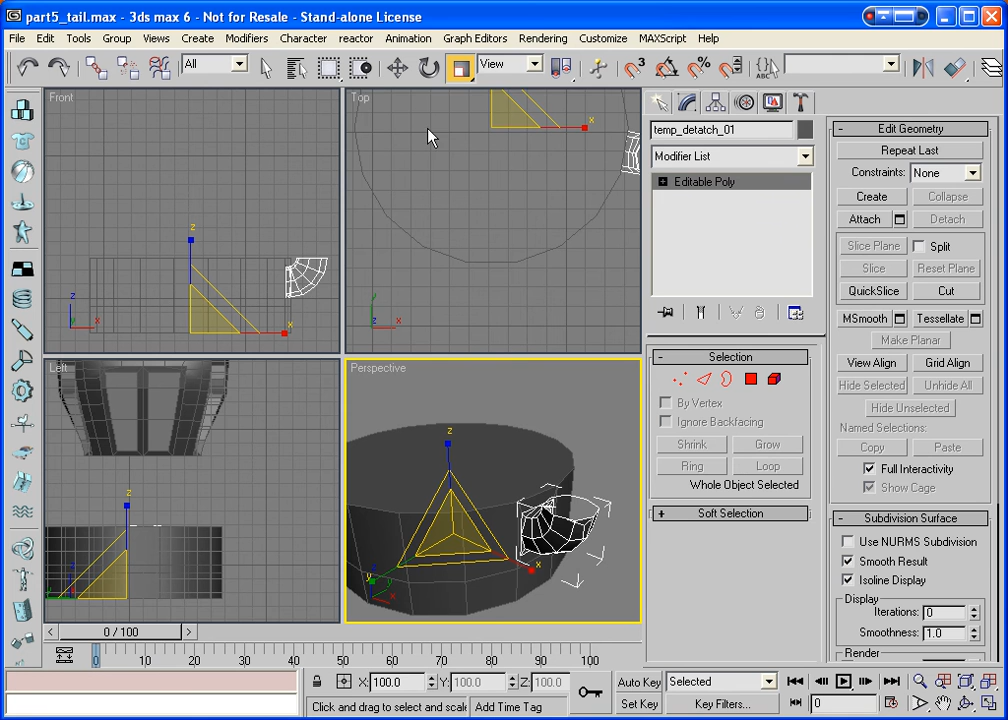 part5_tail.max - 3ds max 6 - Not for Resale - Stand-alone License
File Edit Tools Group Views Create Modifiers Character reactor Animation Graph Editors Rendering Customize MAXScript Help
All View 3 % ABC
Front Top
temp_detatch_01
Modifier List
Editable Poly
z x
z x z x
y x
Edit Geometry
Repeat Last
Constraints: None
Create Collapse
Attach Detach
Slice Plane Split
Slice Reset Plane
QuickSlice Cut
MSmooth Tessellate
Make Planar
View Align Grid Align
Hide Selected Unhide All
Hide Unselected
Named Selections:
Copy Paste
Full Interactivity
Show Cage
Left Perspective
Selection
By Vertex
Ignore Backfacing
Shrink Grow
Ring Loop
Whole Object Selected
Soft Selection
Subdivision Surface
Use NURMS Subdivision
Smooth Result
Isoline Display
Display
Iterations: 0
Smoothness: 1.0
Render
z z
x y x
0 / 100
0 10 20 30 40 50 60 70 80 90 100
X: 100.0 Y: 100.0 Z: 100.0
Auto Key Selected
Click and drag to select and scale Add Time Tag
Set Key Key Filters... 0